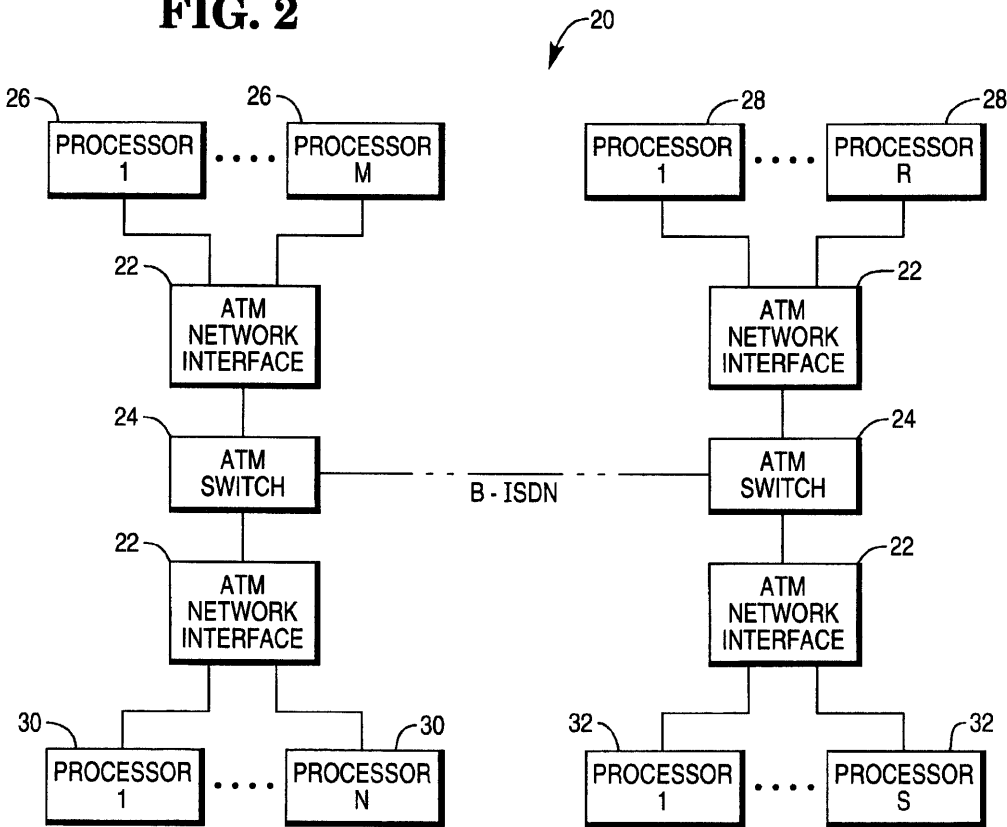 FIG. 2
20
26
26
28
28
PROCESSOR
1
PROCESSOR
M
PROCESSOR
1
PROCESSOR
R
22
22
ATM
NETWORK
INTERFACE
ATM
NETWORK
INTERFACE
24
24
ATM
SWITCH
B - ISDN
ATM
SWITCH
22
22
ATM
NETWORK
INTERFACE
ATM
NETWORK
INTERFACE
30
30
32
32
PROCESSOR
1
PROCESSOR
N
PROCESSOR
1
PROCESSOR
S